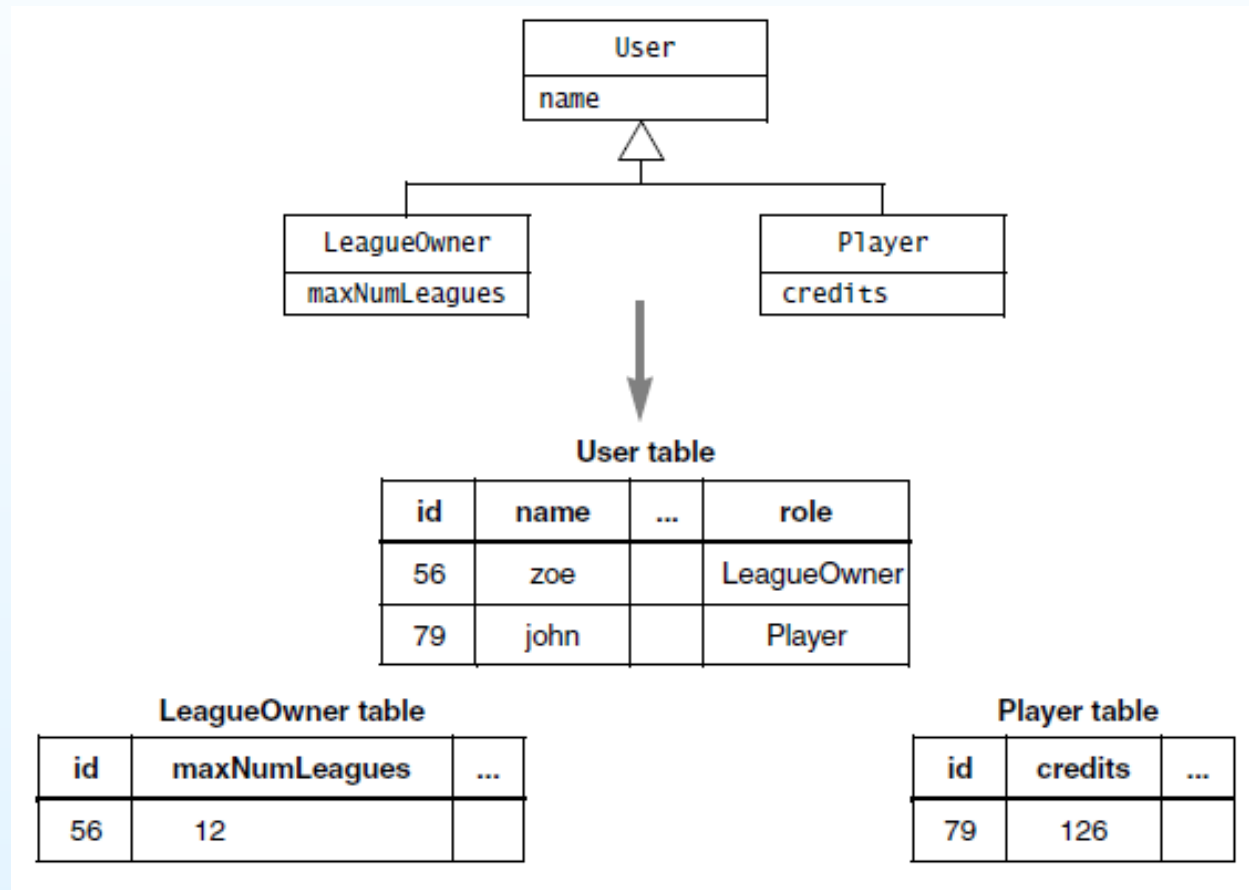 User
name
LeagueOwner
maxNumLeagues
Player
credits
User table
id name ... role
56 zoe LeagueOwner
79 john Player
LeagueOwner table
id maxNumLeagues ...
56 12
Player table
id credits ...
79 126